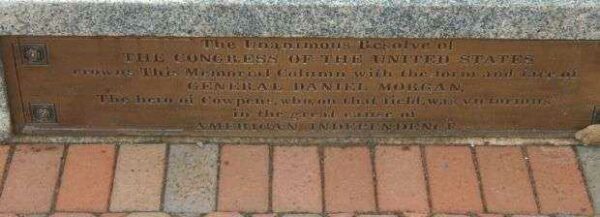 The Unanimous Resolve of
THE CONGRESS OF THE UNITED STATES
crowns This Memorial Column with the form and face of
GENERAL DANIEL MORGAN,
The hero of Cowpens, who, on that field, was victorious
in the great cause of
AMERICAN INDEPENDENCE